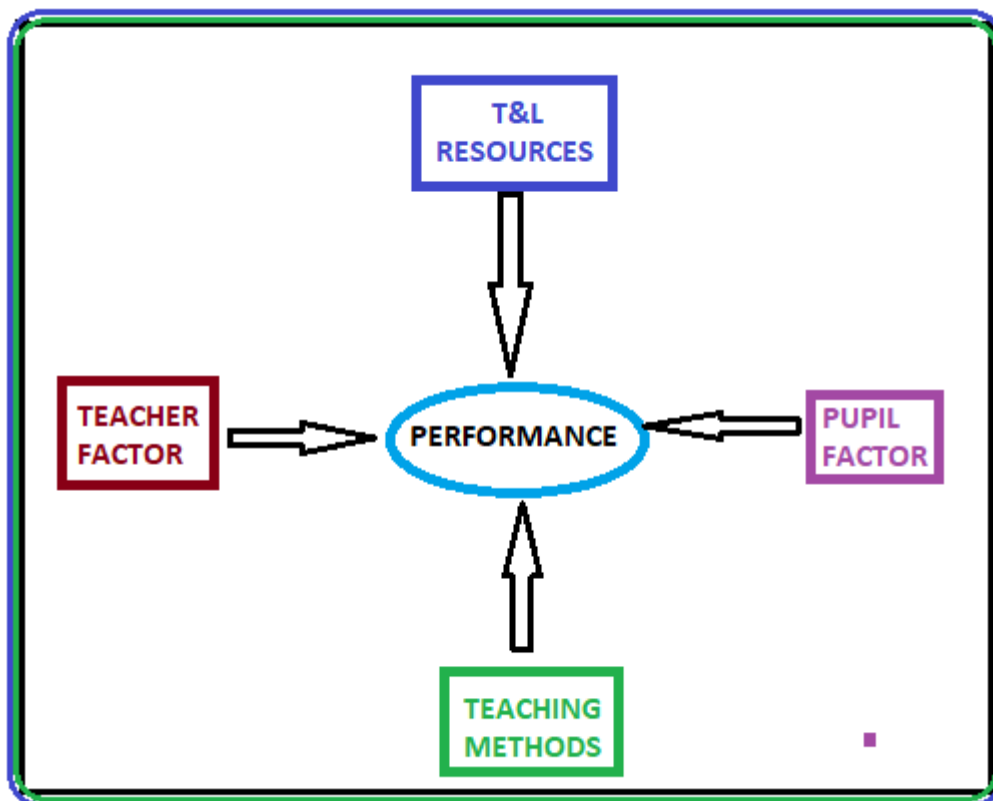 T&L
RESOURCES
TEACHER
FACTOR
PERFORMANCE
PUPIL
FACTOR
TEACHING
METHODS